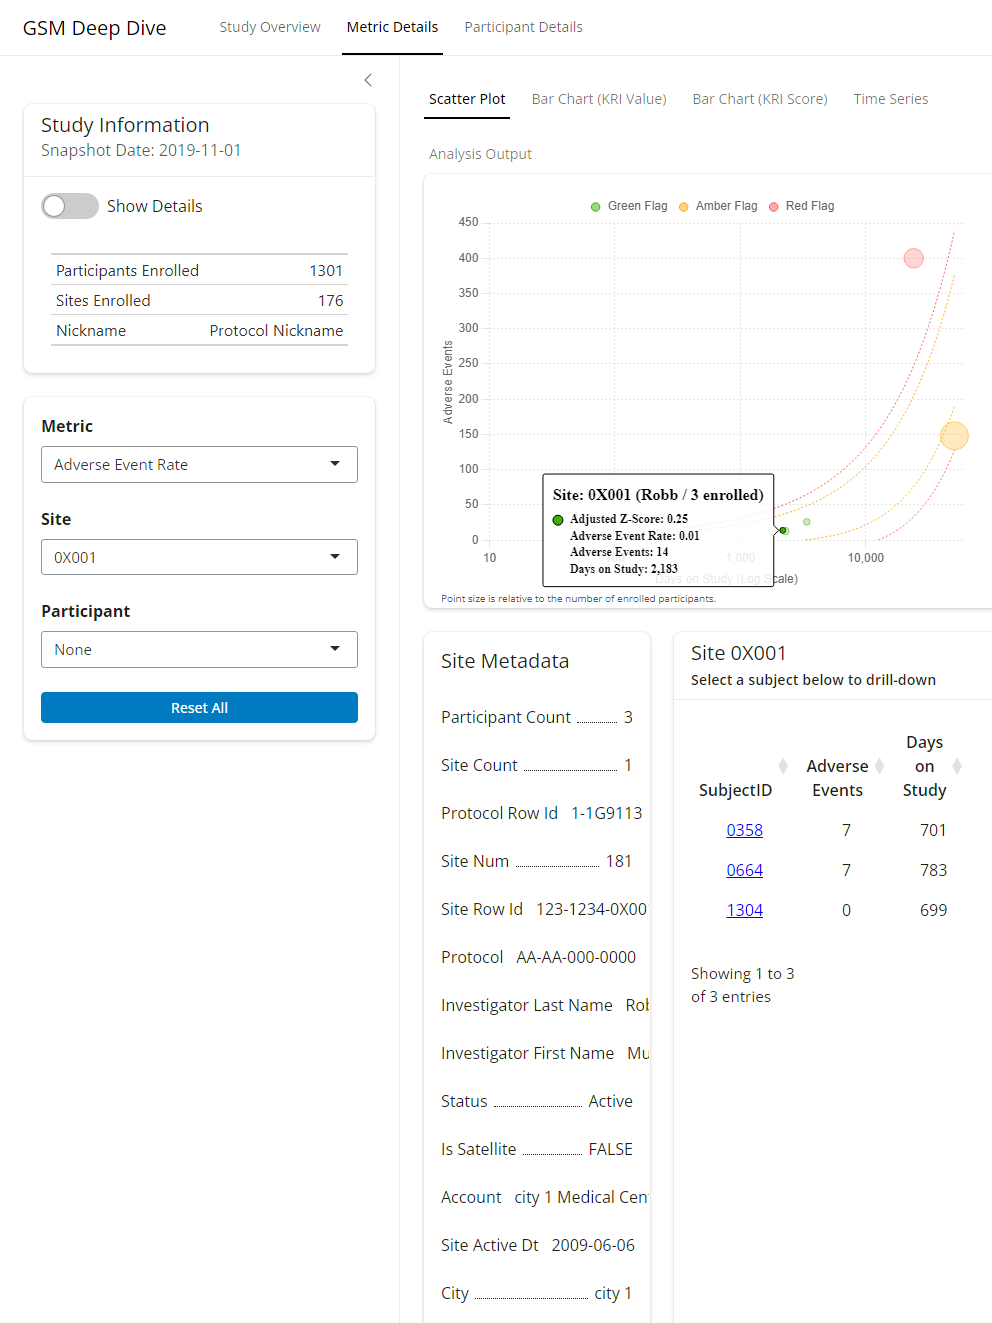 GSM Deep Dive
Study Overview
Metric Details
Participant Details
Study Information
Snapshot Date: 2019-11-01
Show Details
Participants Enrolled 1301
Sites Enrolled 176
Nickname Protocol Nickname
Metric
Adverse Event Rate
Site
0X001
Participant
None
Reset All
Scatter Plot
Bar Chart (KRI Value)
Bar Chart (KRI Score)
Time Series
Analysis Output
Green Flag
Amber Flag
Red Flag
450
400
350
300
250
200
150
100
50
0
Adverse Events
10
1,000
10,000
Days on Study (Log Scale)
Site: 0X001 (Robb / 3 enrolled)
Adjusted Z-Score: 0.25
Adverse Event Rate: 0.01
Adverse Events: 14
Days on Study: 2,183
Point size is relative to the number of enrolled participants.
Site Metadata
Participant Count 3
Site Count 1
Protocol Row Id 1-1G9113
Site Num 181
Site Row Id 123-1234-0X00
Protocol AA-AA-000-0000
Investigator Last Name Rob
Investigator First Name Mu
Status Active
Is Satellite FALSE
Account city 1 Medical Cen
Site Active Dt 2009-06-06
City city 1
Site 0X001
Select a subject below to drill-down
SubjectID
Adverse
Events
Days
on
Study
0358 7 701
0664 7 783
1304 0 699
Showing 1 to 3
of 3 entries